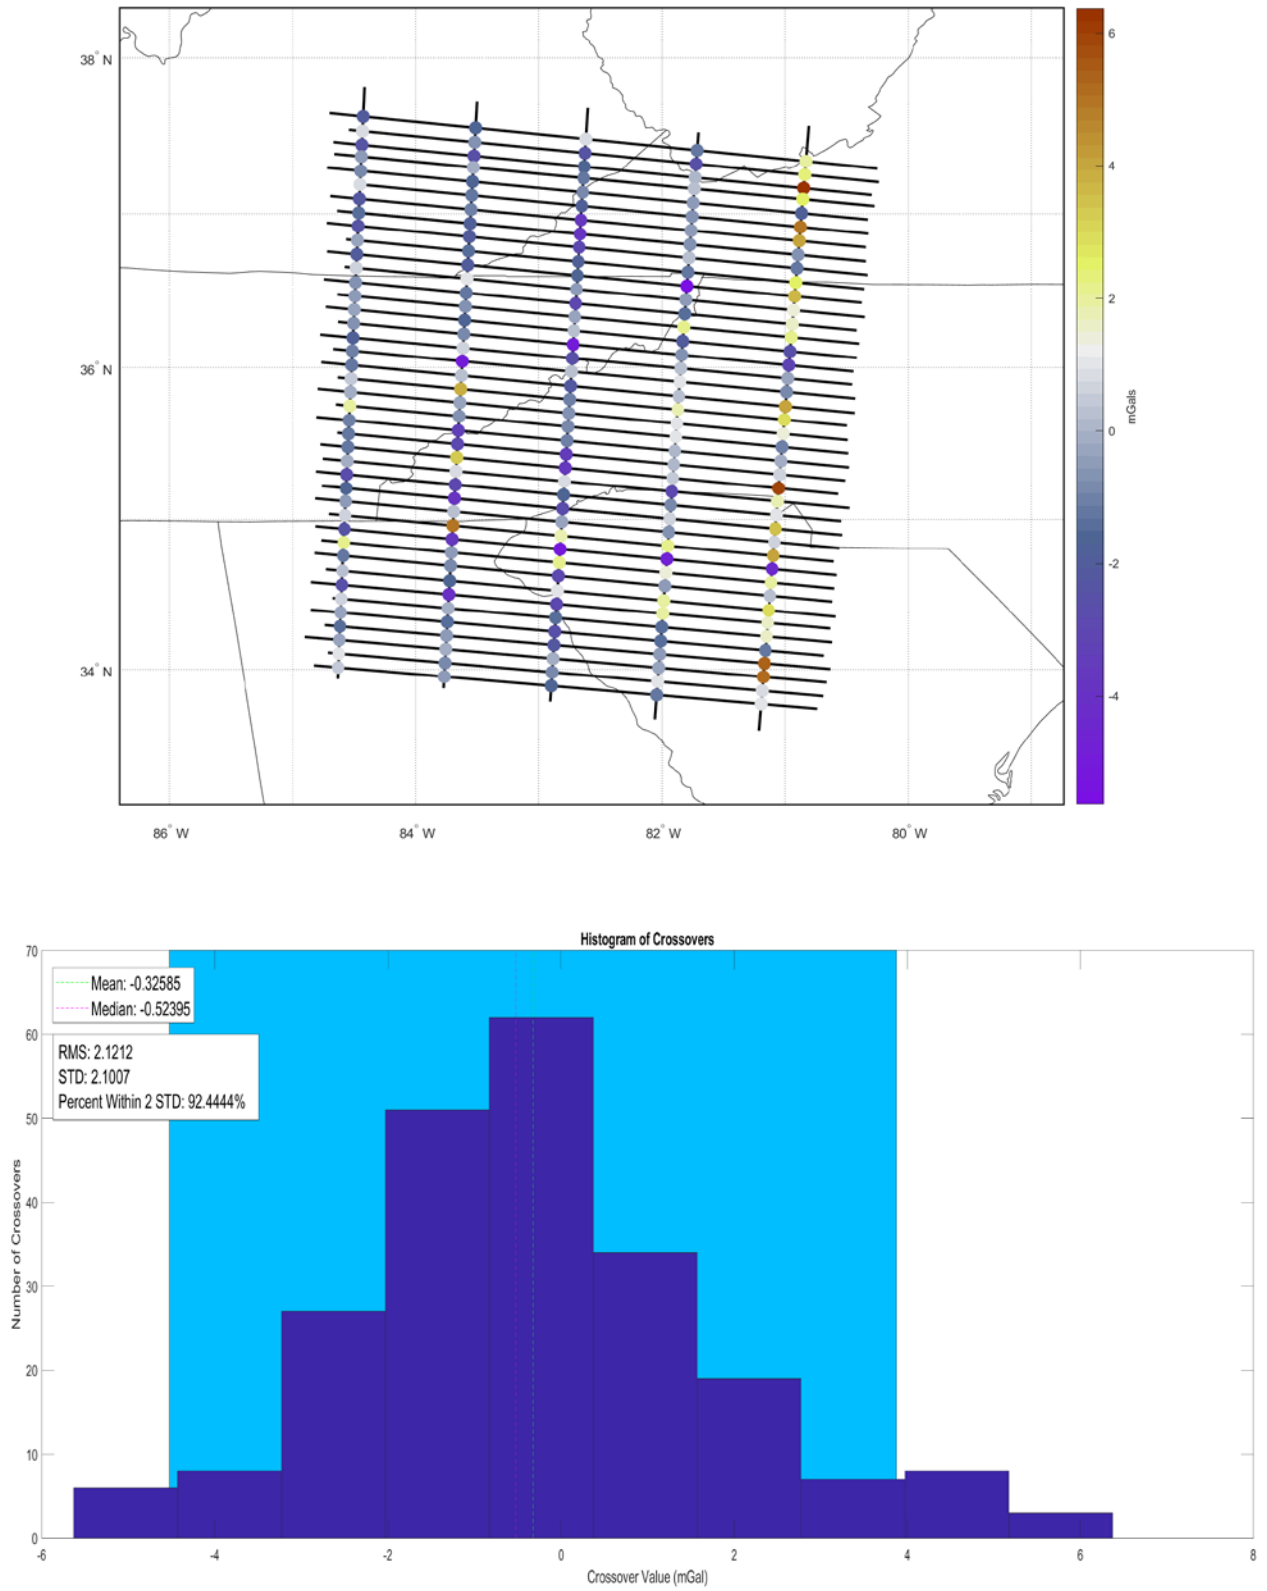 38° N
36° N
34° N
86° W
84° W
82° W
80° W
6
4
2
0
-2
-4
mGals
Histogram of Crossovers
70
60
50
40
30
20
10
0
Number of Crossovers
Mean: -0.32585
Median: -0.52395
RMS: 2.1212
STD: 2.1007
Percent Within 2 STD: 92.4444%
-6
-4
-2
0
2
4
6
8
Crossover Value (mGal)